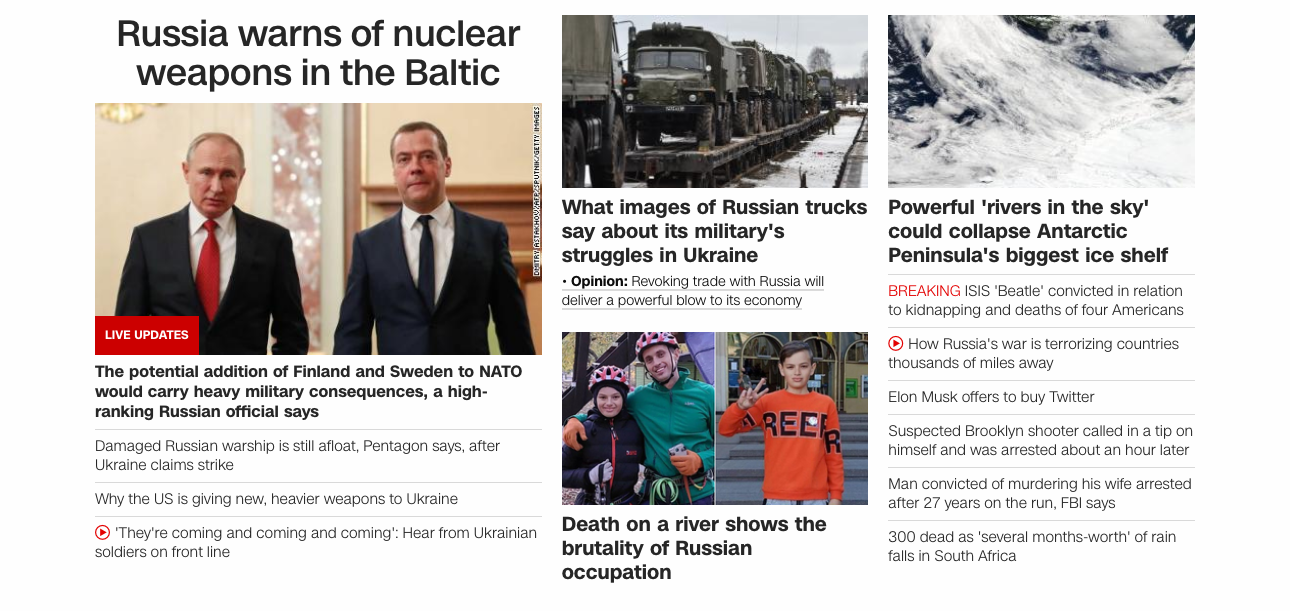 Russia warns of nuclear
weapons in the Baltic
DMITRY ASTAKHOV/AFP/SPUTNIK/GETTY IMAGES
LIVE UPDATES
The potential addition of Finland and Sweden to NATO
would carry heavy military consequences, a high-
ranking Russian official says
Damaged Russian warship is still afloat, Pentagon says, after
Ukraine claims strike
Why the US is giving new, heavier weapons to Ukraine
'They're coming and coming and coming': Hear from Ukrainian
soldiers on front line
What images of Russian trucks
say about its military's
struggles in Ukraine
• Opinion: Revoking trade with Russia will
deliver a powerful blow to its economy
Death on a river shows the
brutality of Russian
occupation
Powerful 'rivers in the sky'
could collapse Antarctic
Peninsula's biggest ice shelf
BREAKING ISIS 'Beatle' convicted in relation
to kidnapping and deaths of four Americans
How Russia's war is terrorizing countries
thousands of miles away
Elon Musk offers to buy Twitter
Suspected Brooklyn shooter called in a tip on
himself and was arrested about an hour later
Man convicted of murdering his wife arrested
after 27 years on the run, FBI says
300 dead as 'several months-worth' of rain
falls in South Africa